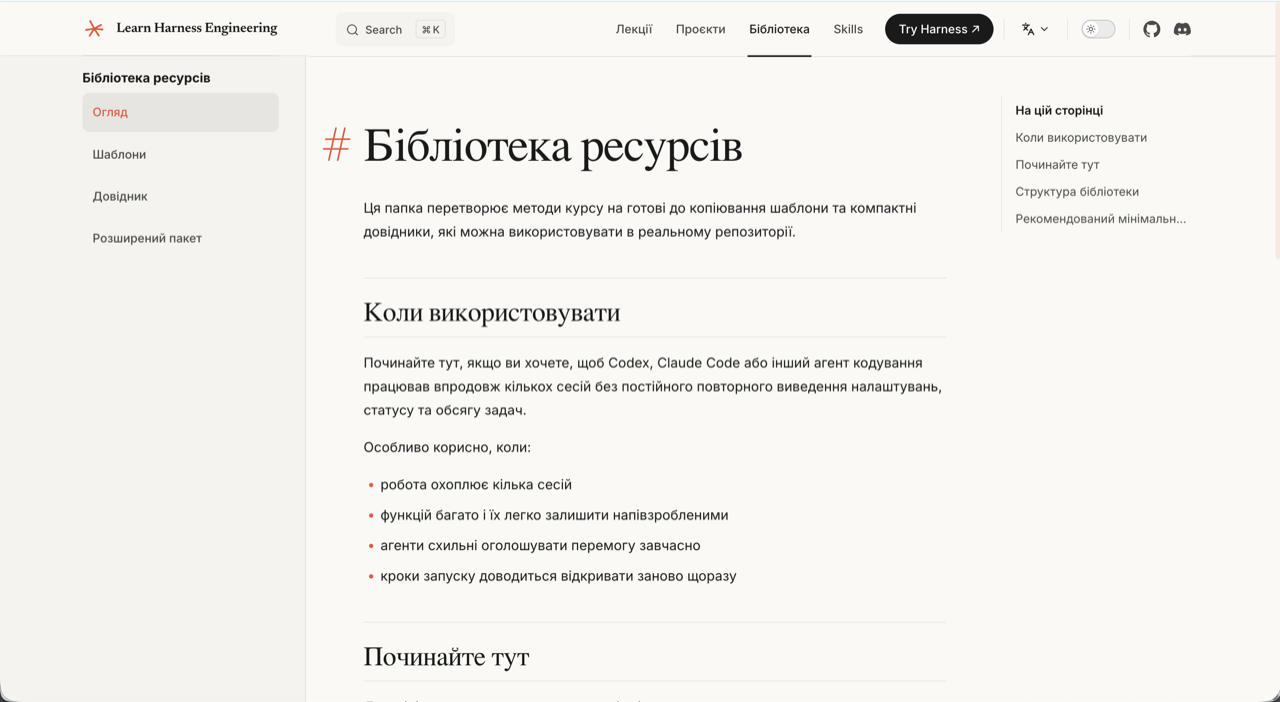 Learn Harness Engineering
Search ⌘ K
Лекції Проєкти Бібліотека Skills Try Harness ↗
Бібліотека ресурсів
Огляд
Шаблони
Довідник
Розширений пакет
# Бібліотека ресурсів
Ця папка перетворює методи курсу на готові до копіювання шаблони та компактні
довідники, які можна використовувати в реальному репозиторії.
Коли використовувати
Починайте тут, якщо ви хочете, щоб Codex, Claude Code або інший агент кодування
працював впродовж кількох сесій без постійного повторного виведення налаштувань,
статусу та обсягу задач.
Особливо корисно, коли:
• робота охоплює кілька сесій
• функцій багато і їх легко залишити напівзробленими
• агенти схильні оголошувати перемогу завчасно
• кроки запуску доводиться відкривати заново щоразу
Починайте тут
На цій сторінці
Коли використовувати
Починайте тут
Структура бібліотеки
Рекомендований мінімальн...